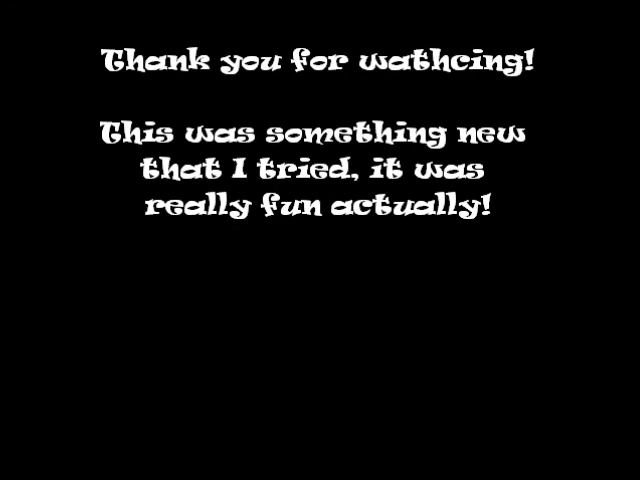 Thank you for wathcing!
This was something new
that I tried, it was
really fun actually!